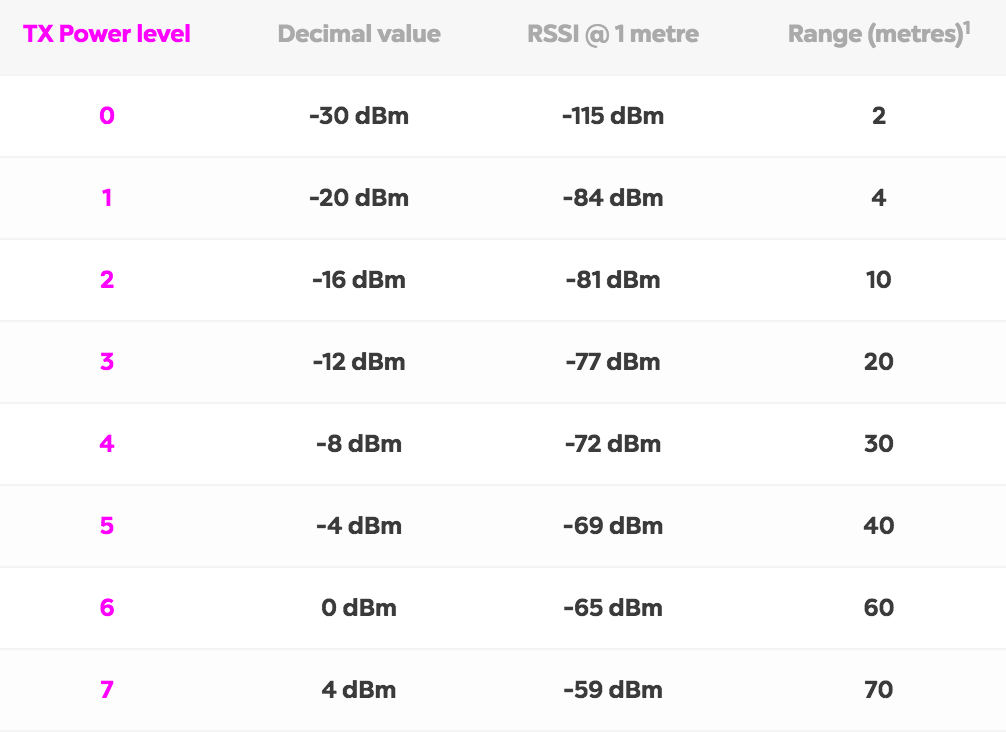 TX Power level Decimal value RSSI @ 1 metre Range (metres)¹
0 -30 dBm -115 dBm 2
1 -20 dBm -84 dBm 4
2 -16 dBm -81 dBm 10
3 -12 dBm -77 dBm 20
4 -8 dBm -72 dBm 30
5 -4 dBm -69 dBm 40
6 0 dBm -65 dBm 60
7 4 dBm -59 dBm 70